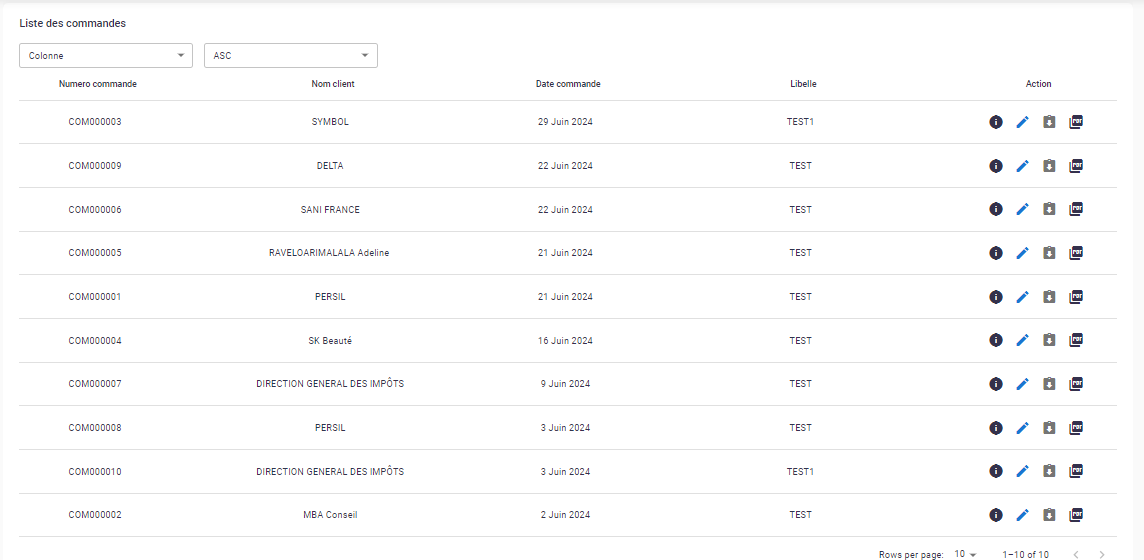 Liste des commandes
Colonne ASC
Numero commande Nom client Date commande Libelle Action
COM000003 SYMBOL 29 Juin 2024 TEST1 PDF
COM000009 DELTA 22 Juin 2024 TEST PDF
COM000006 SANI FRANCE 22 Juin 2024 TEST PDF
COM000005 RAVELOARIMALALA Adeline 21 Juin 2024 TEST PDF
COM000001 PERSIL 21 Juin 2024 TEST PDF
COM000004 SK Beauté 16 Juin 2024 TEST PDF
COM000007 DIRECTION GENERAL DES IMPÔTS 9 Juin 2024 TEST PDF
COM000008 PERSIL 3 Juin 2024 TEST PDF
COM000010 DIRECTION GENERAL DES IMPÔTS 3 Juin 2024 TEST1 PDF
COM000002 MBA Conseil 2 Juin 2024 TEST PDF
Rows per page: 10 1–10 of 10